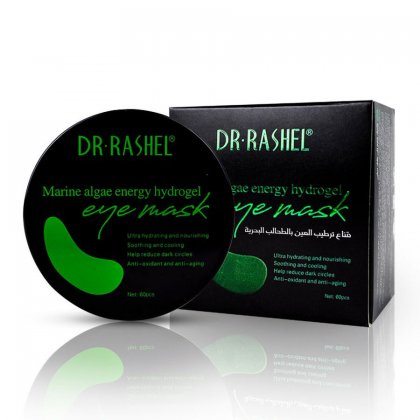 DR·RASHEL®
Marine algae energy hydrogel
eye mask
Ultra hydrating and nourishing
Soothing and cooling
Help reduce dark circles
Anti-oxidant and anti-aging
Net: 60pcs
DR·RASHEL®
algae energy hydrogel
eye mask
قناع ترطيب العين بالطحالب البحرية
Ultra hydrating and nourishing
Soothing and cooling
Help reduce dark circles
Anti-oxidant and anti-aging
Net: 60pcs